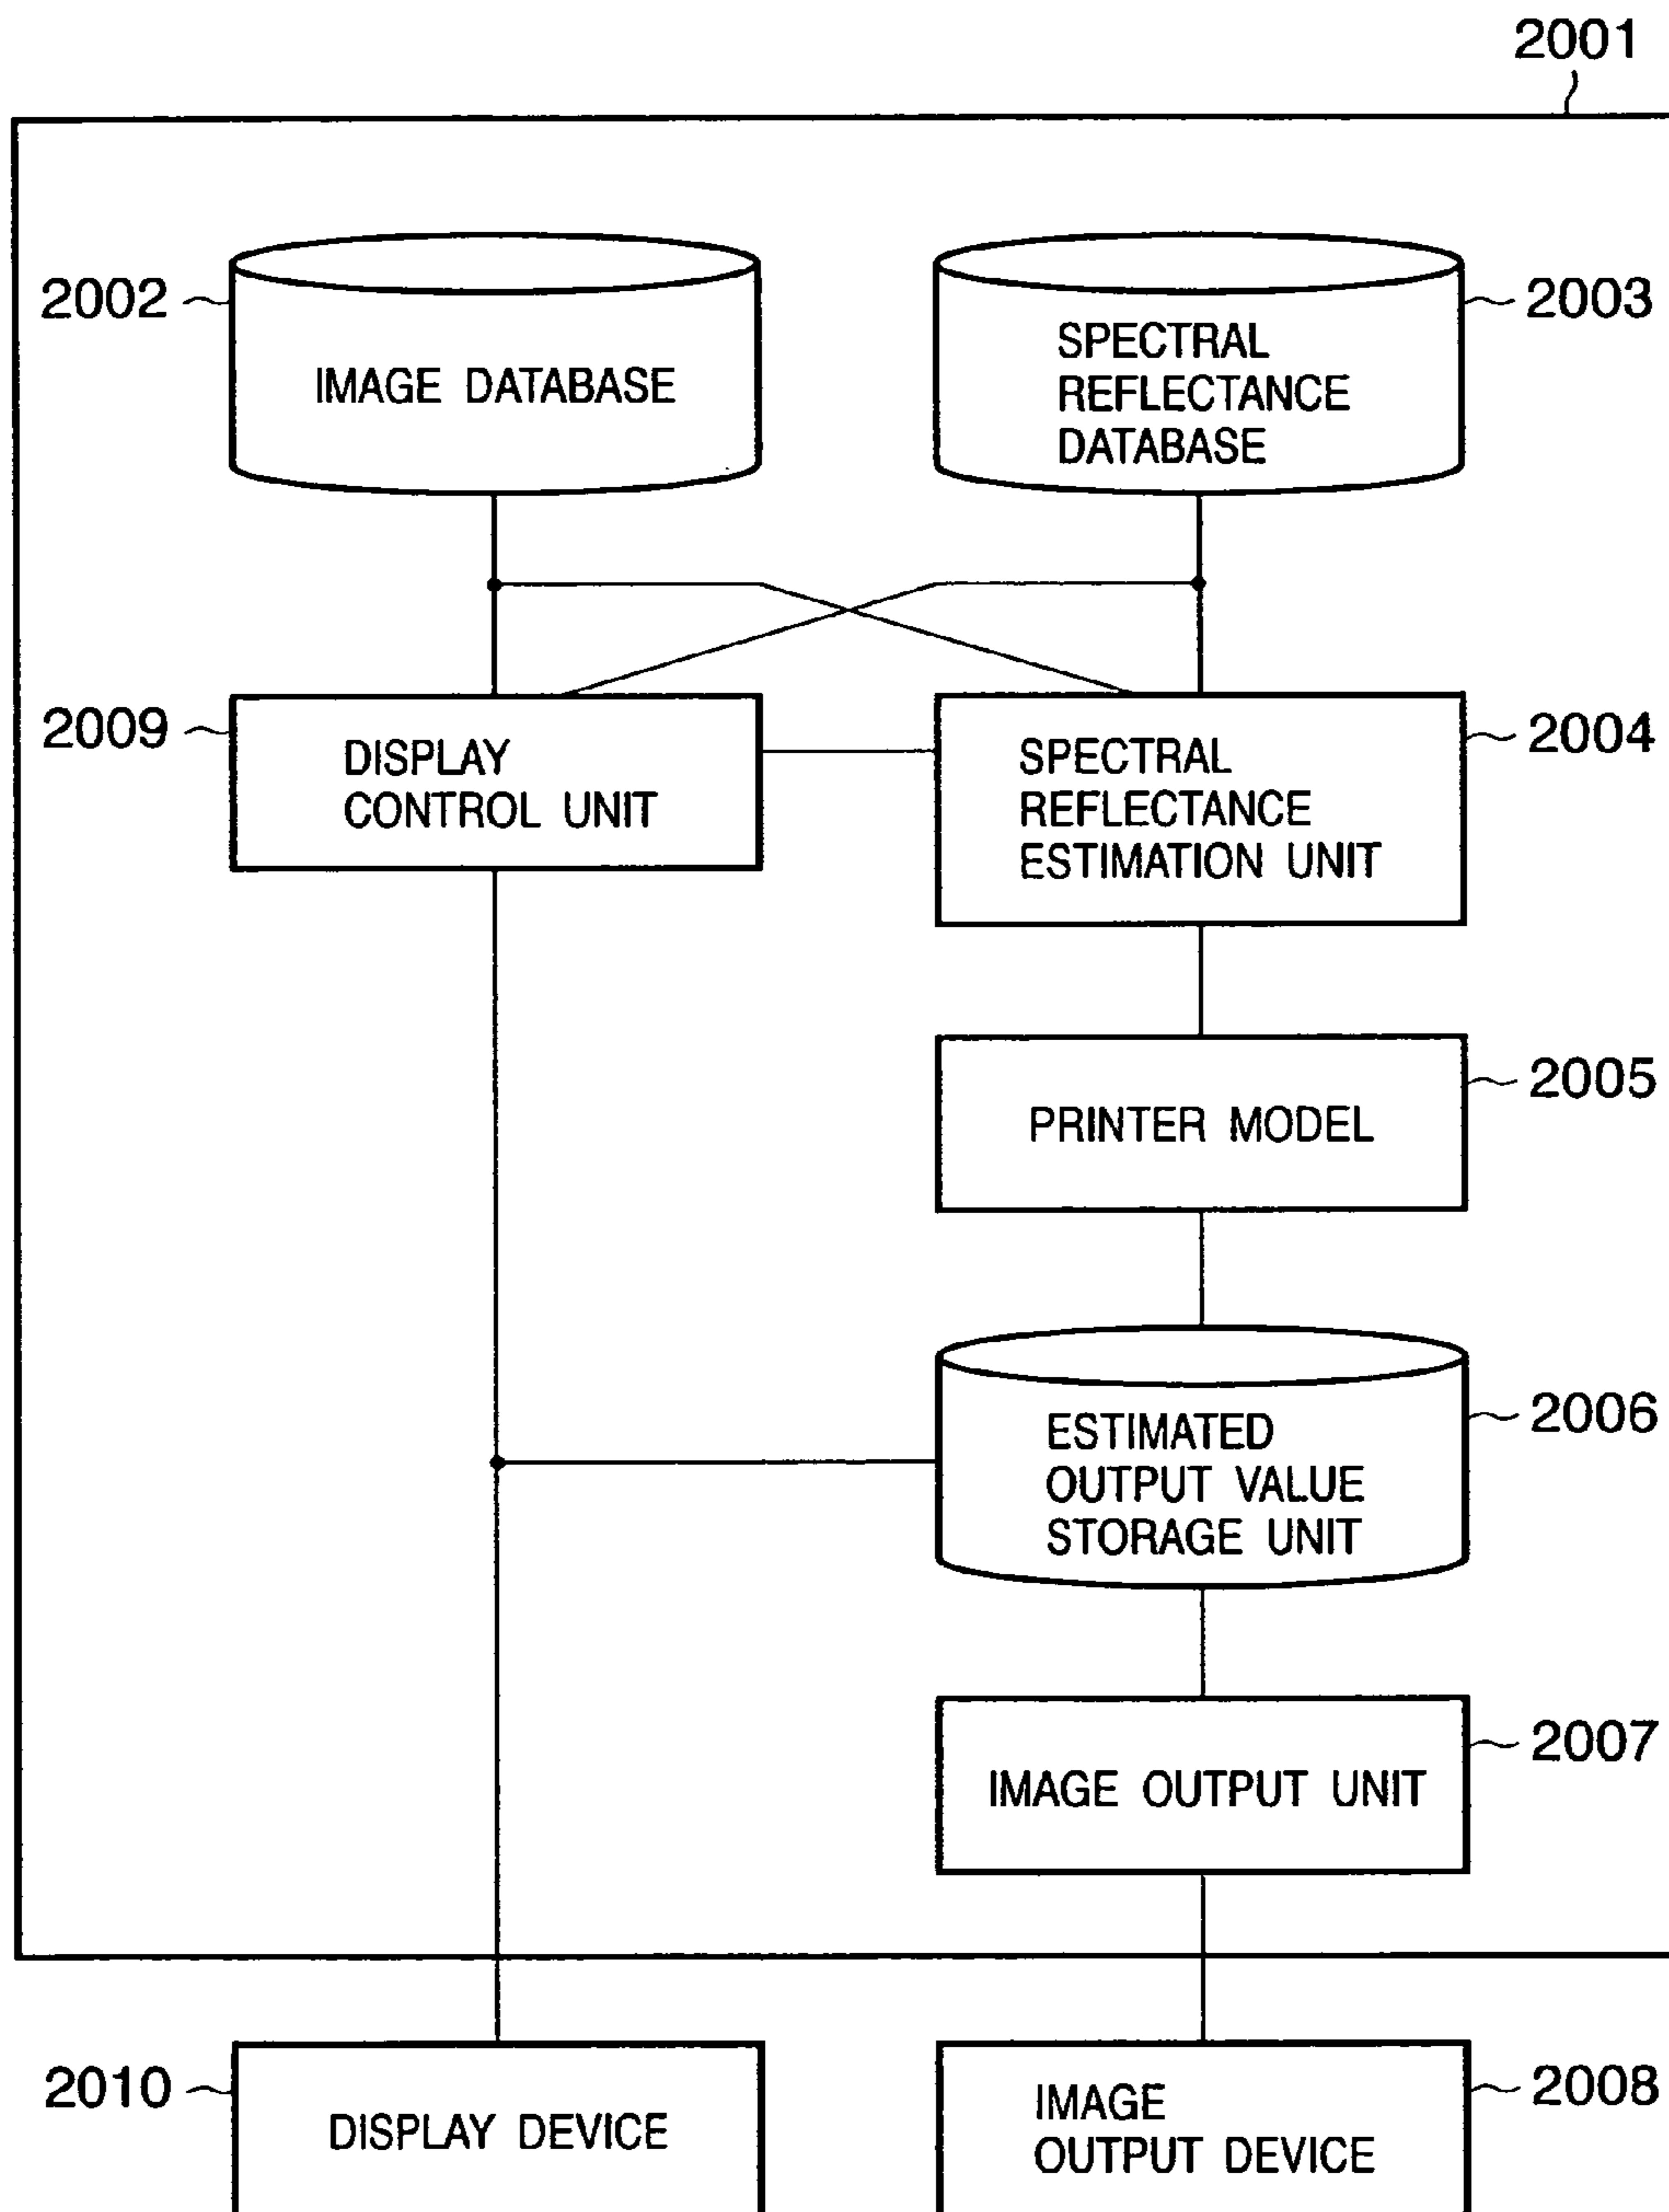 2001
2002
IMAGE DATABASE
2003
SPECTRAL
REFLECTANCE
DATABASE
2009
DISPLAY
CONTROL UNIT
2004
SPECTRAL
REFLECTANCE
ESTIMATION UNIT
2005
PRINTER MODEL
2006
ESTIMATED
OUTPUT VALUE
STORAGE UNIT
2007
IMAGE OUTPUT UNIT
2010
DISPLAY DEVICE
2008
IMAGE
OUTPUT DEVICE